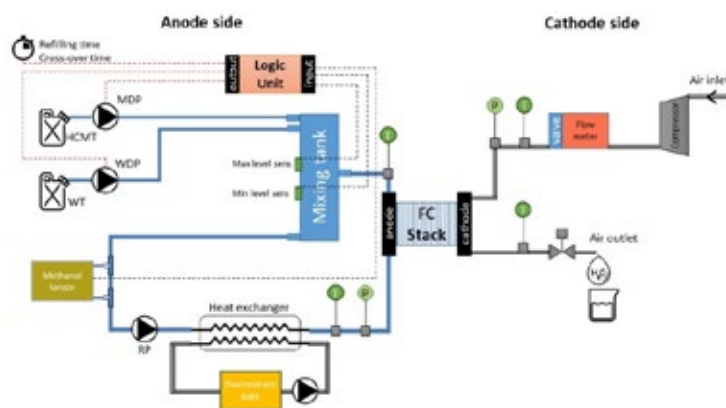 Anode side
Cathode side
Refilling time
Cross-over time
output
Logic
Unit
input
MDP
HCMT
WDP
WT
Max level sens
Min level sens
Mixing tank
T
P
T
valve
Flow
meter
Compressor
Air inlet
anode
FC
Stack
cathode
T
Air outlet
H₂O
Methanol
sensor
RP
Heat exchanger
T
P